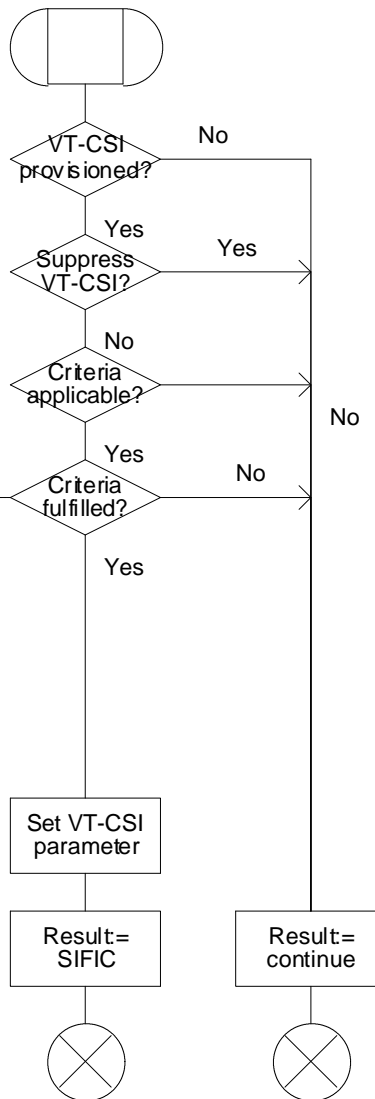 No
VT-CSI
provisioned?
Yes
Suppress
VT-CSI?
Yes
No
Criteria
applicable?
No
Yes
Criteria
fulfilled?
No
Yes
Set VT-CSI
parameter
Result:=
SIFIC
Result:=
continue